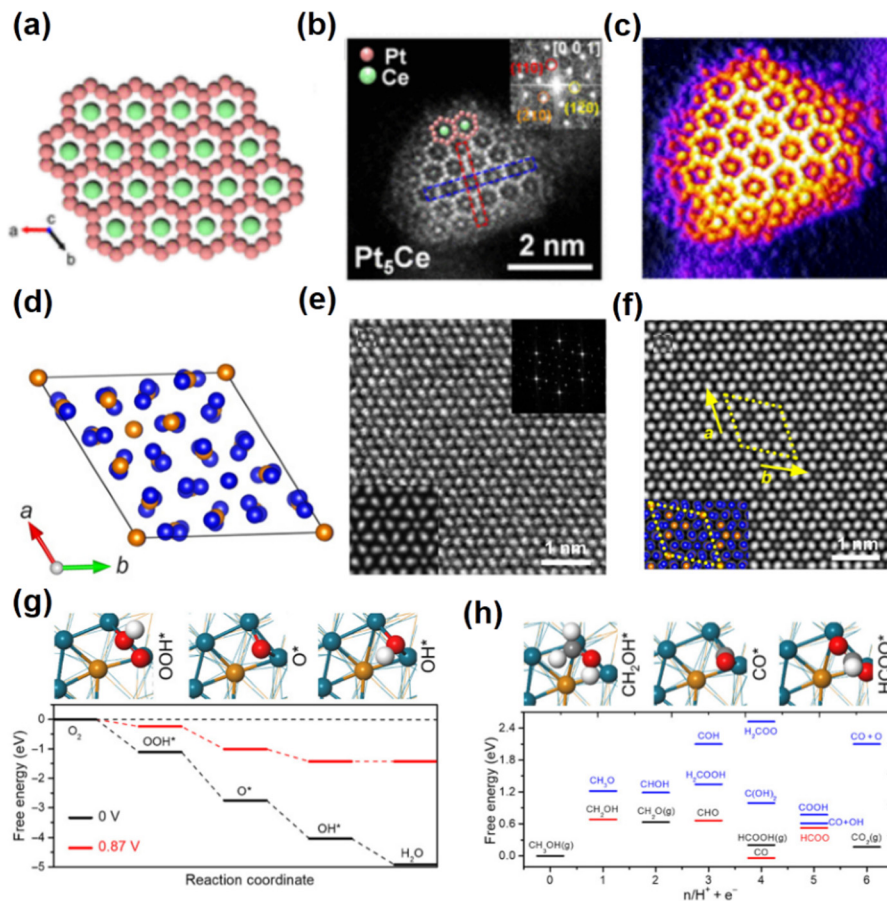 (a)
a
c
b
(b)
Pt
Ce
[0 0 1]
(110)
(210)
(120)
Pt5Ce
2 nm
(c)
(d)
a
b
(e)
1 nm
(f)
a
b
1 nm
(g)
OOH*
O*
OH*
Free energy (eV)
0
-1
-2
-3
-4
-5
O₂
OOH*
O*
OH*
H₂O
0 V
0.87 V
Reaction coordinate
(h)
CH₂OH*
CO*
HCOO*
Free energy (eV)
2.4
1.8
1.2
0.6
0.0
CH₃OH(g)
CH₂O
CH₂OH
CHOH
CH₂O(g)
COH
H₂COOH
CHO
H₂COO
C(OH)₂
HCOOH(g)
CO
COOH
CO+OH
HCOO
CO + O
CO₂(g)
0
1
2
3
4
5
6
n/H⁺ + e⁻